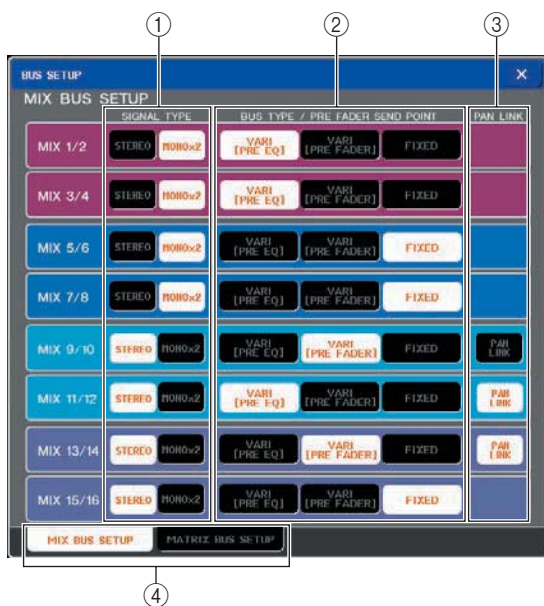 ① ② ③
BUS SETUP ×
MIX BUS SETUP
SIGNAL TYPE BUS TYPE / PRE FADER SEND POINT PAN LINK
MIX 1/2 STEREO MONOx2 VARI [PRE EQ] VARI [PRE FADER] FIXED
MIX 3/4 STEREO MONOx2 VARI [PRE EQ] VARI [PRE FADER] FIXED
MIX 5/6 STEREO MONOx2 VARI [PRE EQ] VARI [PRE FADER] FIXED
MIX 7/8 STEREO MONOx2 VARI [PRE EQ] VARI [PRE FADER] FIXED
MIX 9/10 STEREO MONOx2 VARI [PRE EQ] VARI [PRE FADER] FIXED PAN LINK
MIX 11/12 STEREO MONOx2 VARI [PRE EQ] VARI [PRE FADER] FIXED PAN LINK
MIX 13/14 STEREO MONOx2 VARI [PRE EQ] VARI [PRE FADER] FIXED PAN LINK
MIX 15/16 STEREO MONOx2 VARI [PRE EQ] VARI [PRE FADER] FIXED
MIX BUS SETUP MATRIX BUS SETUP
④